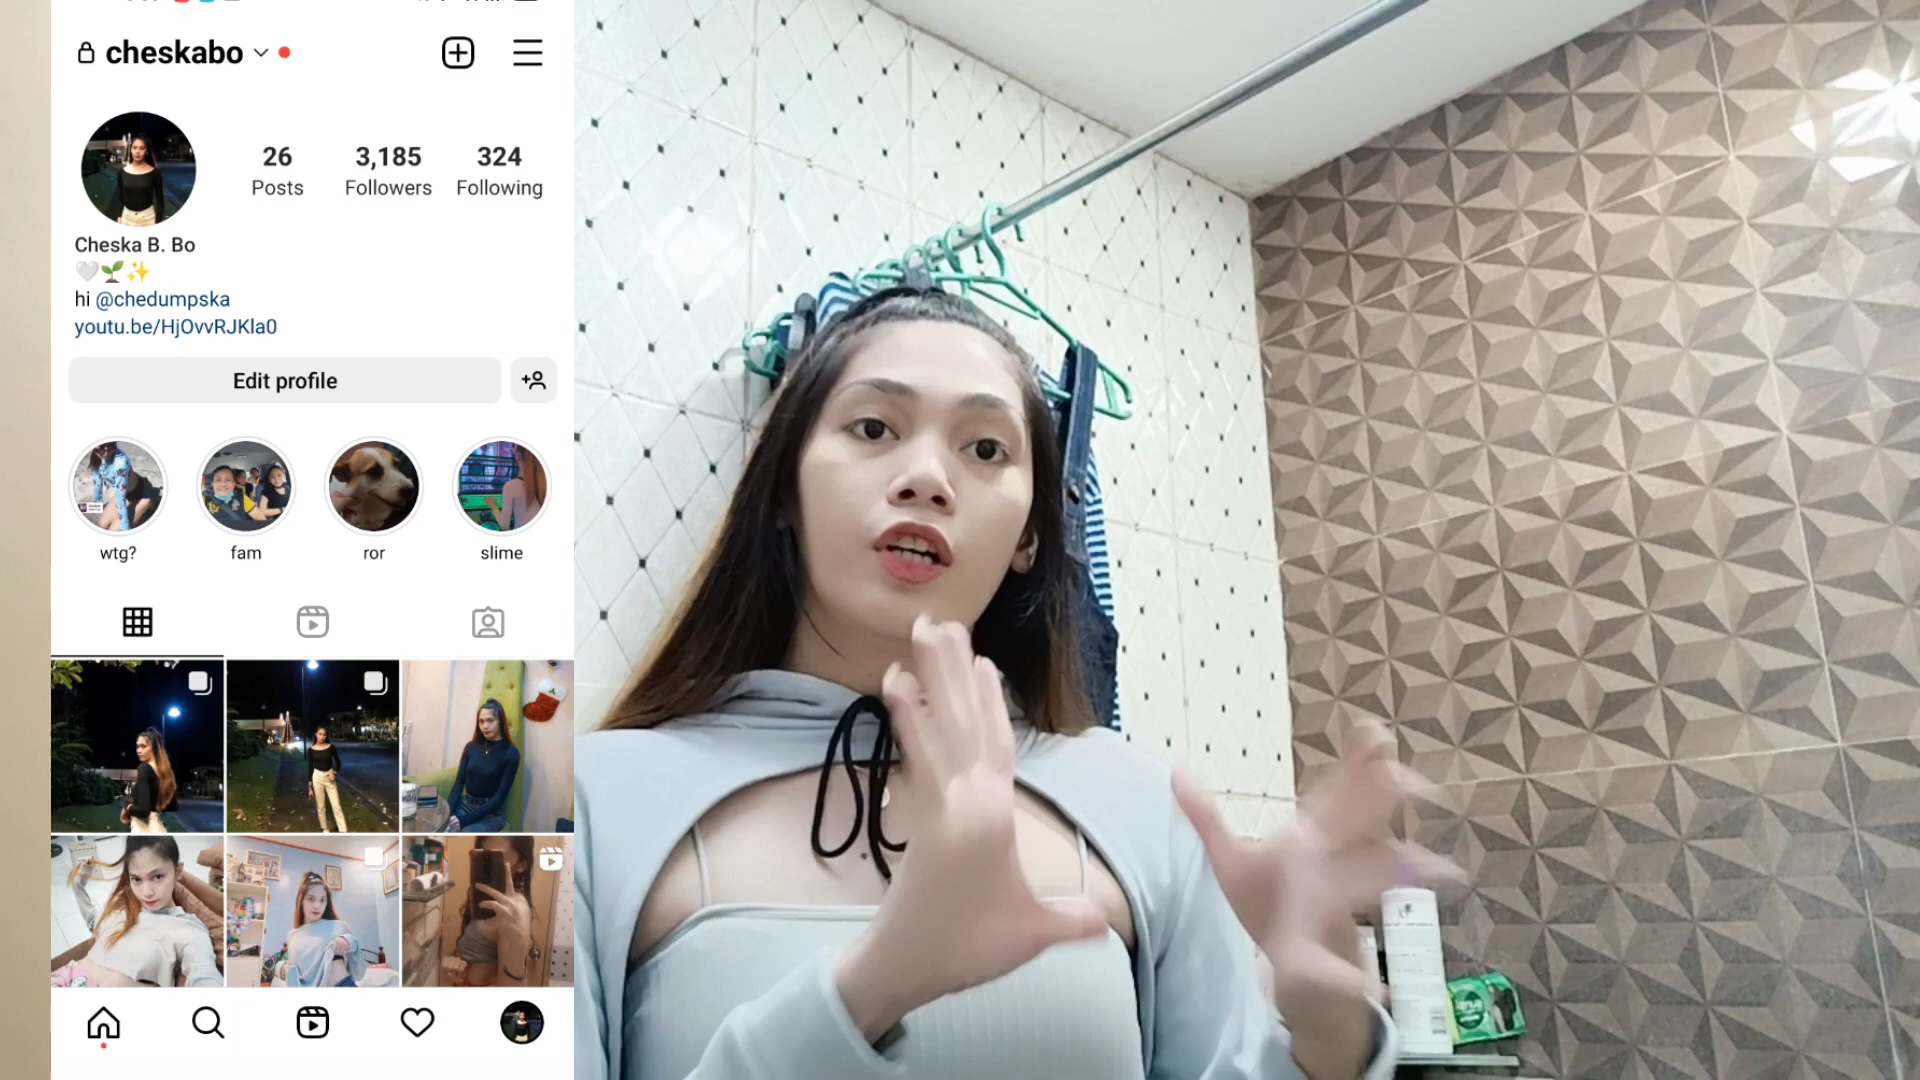 cheskabo
26 3,185 324
Posts Followers Following
Cheska B. Bo
🤍🌱✨
hi @chedumpska
youtu.be/HjOvvRJKla0
Edit profile
wtg? fam ror slime